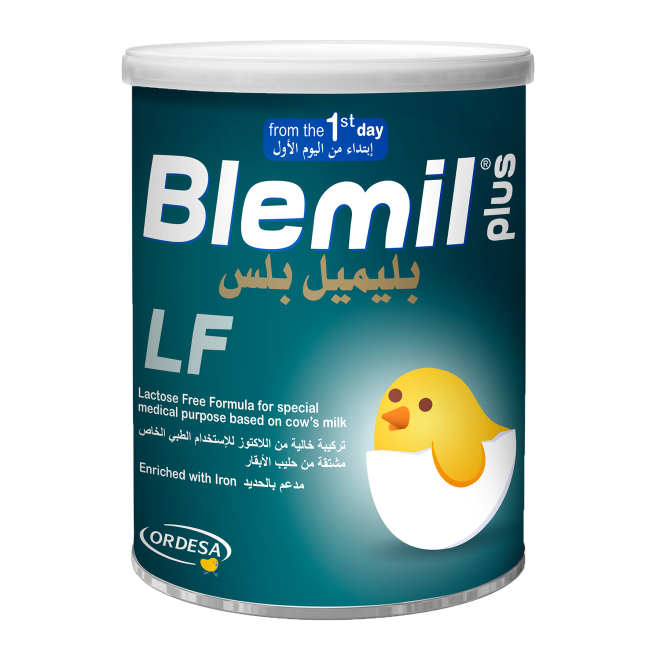 from the 1st day
إبتداء من اليوم الأول
Blemil® plus
بليميل بلس
LF
Lactose Free Formula for special
medical purpose based on cow's milk
تركيبة خالية من اللاكتوز للإستخدام الطبي الخاص
مشتقة من حليب الأبقار
Enriched with Iron مدعم بالحديد
ORDESA